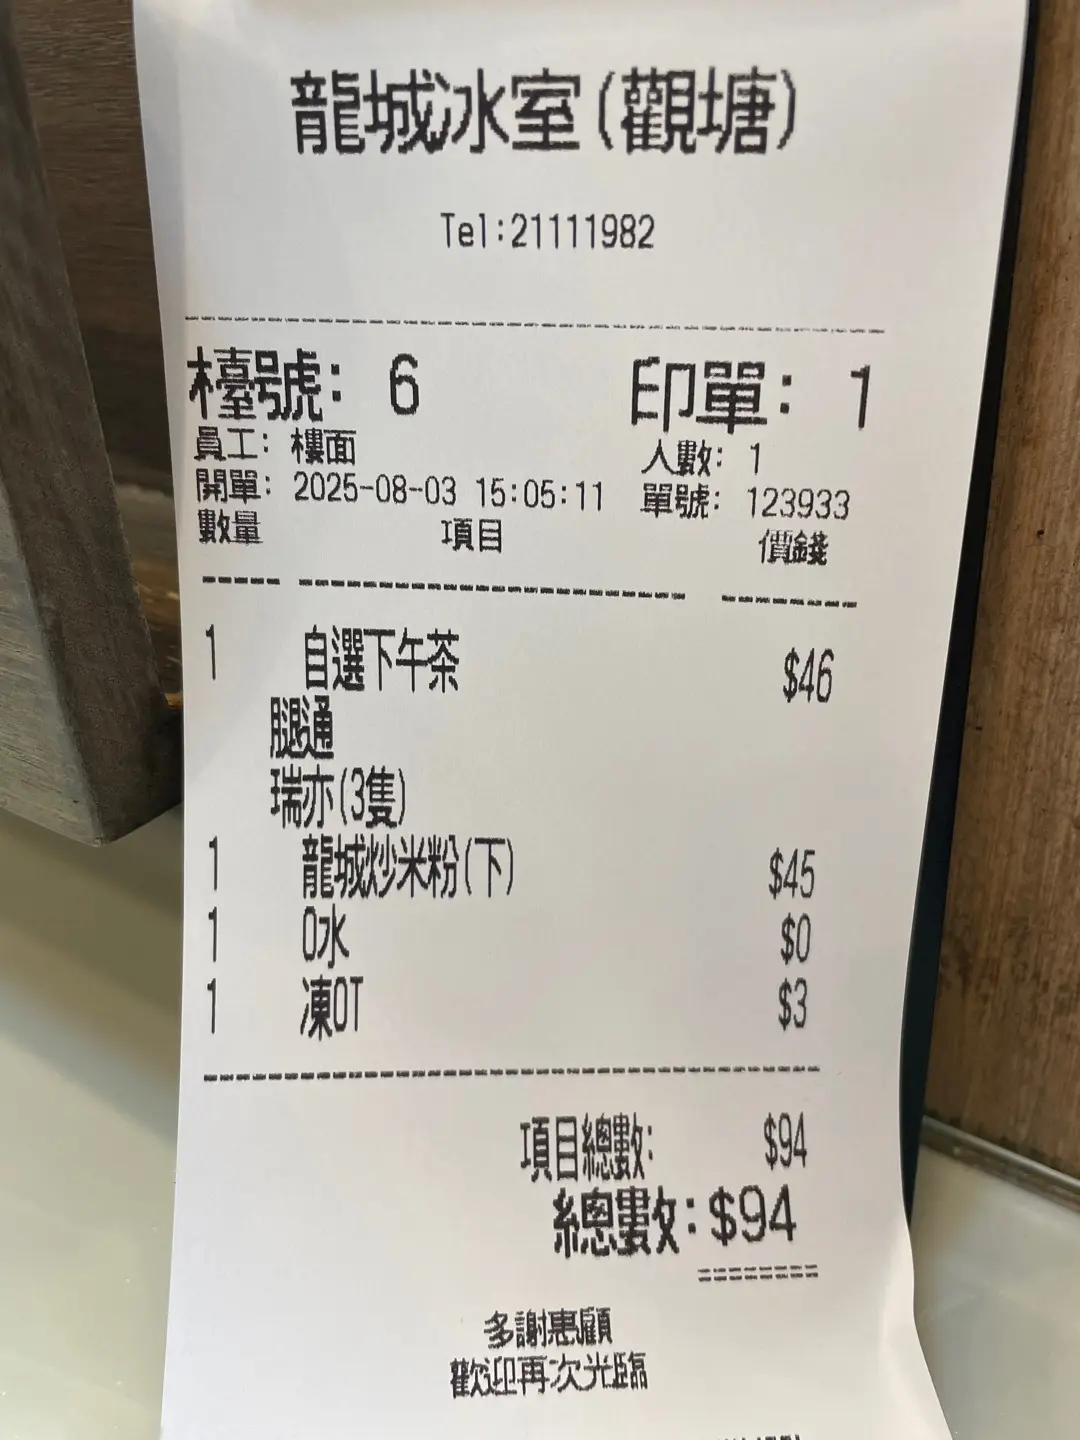 龍城冰室(觀塘)
Tel:21111982
檯號: 6 印單: 1
員工: 樓面 人數: 1
開單: 2025-08-03 15:05:11 單號: 123933
數量 項目 價錢
1 自選下午茶 $46
腿通
瑞亦(3隻)
1 龍城炒米粉(下) $45
1 0水 $0
1 凍OT $3
項目總數: $94
總數: $94
========
多謝惠顧
歡迎再次光臨